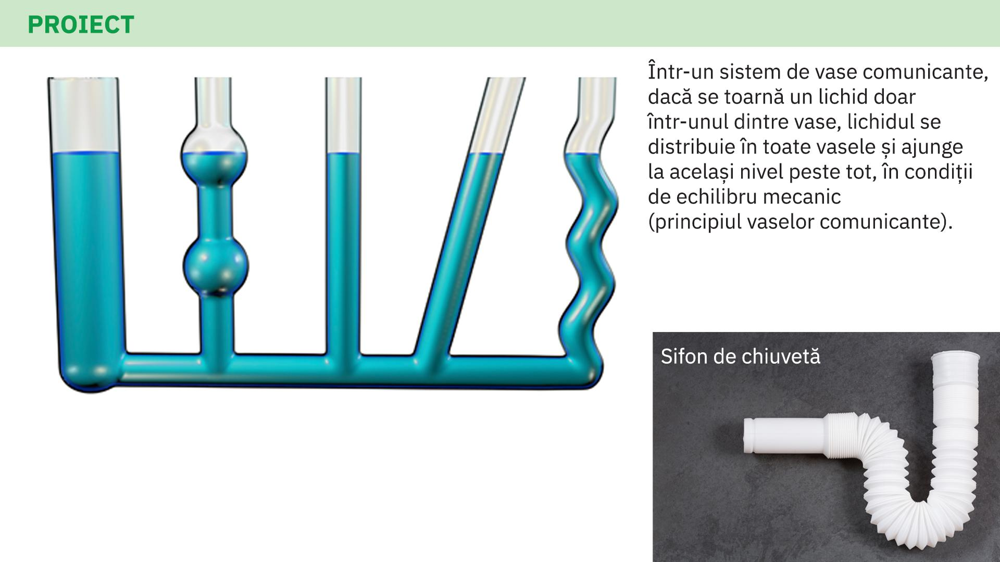 PROIECT
Într-un sistem de vase comunicante,
dacă se toarnă un lichid doar
într-unul dintre vase, lichidul se
distribuie în toate vasele și ajunge
la același nivel peste tot, în condiții
de echilibru mecanic
(principiul vaselor comunicante).
Sifon de chiuvetă